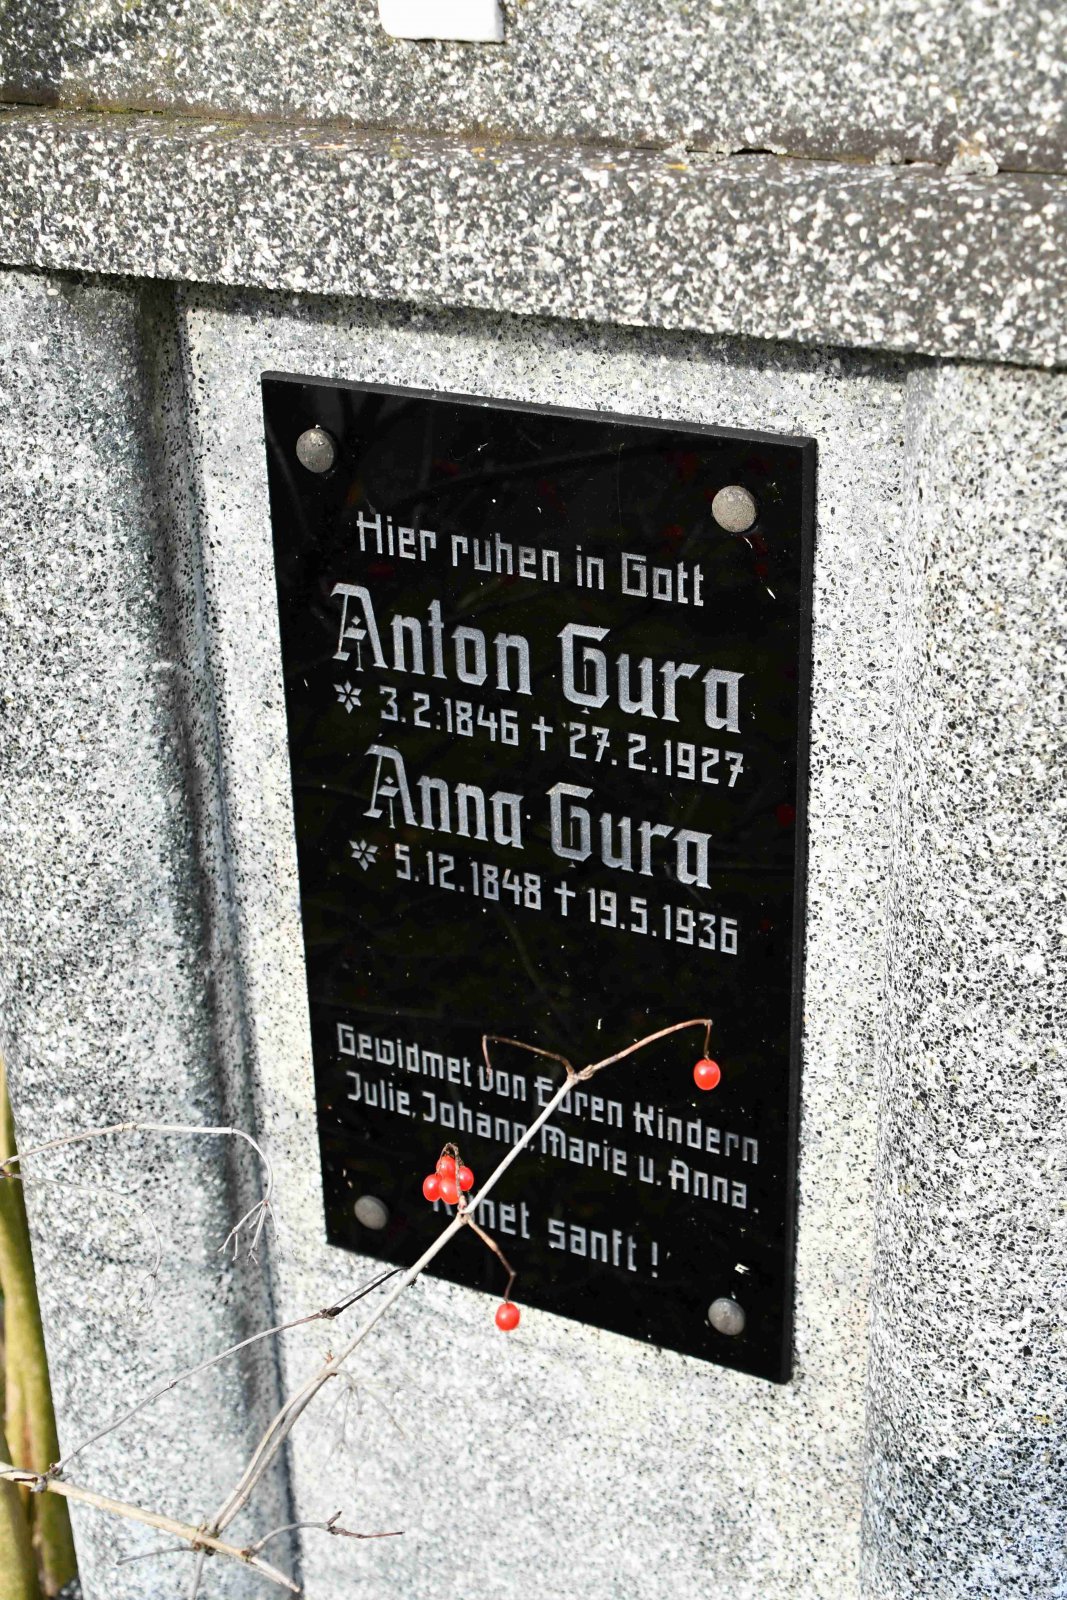 Hier ruhen in Gott
Anton Gura
* 3.2.1846 † 27.2.1927
Anna Gura
* 5.12.1848 † 19.5.1936
Gewidmet von Euren Kindern
Julie, Johann, Marie u. Anna.
Ruhet sanft!